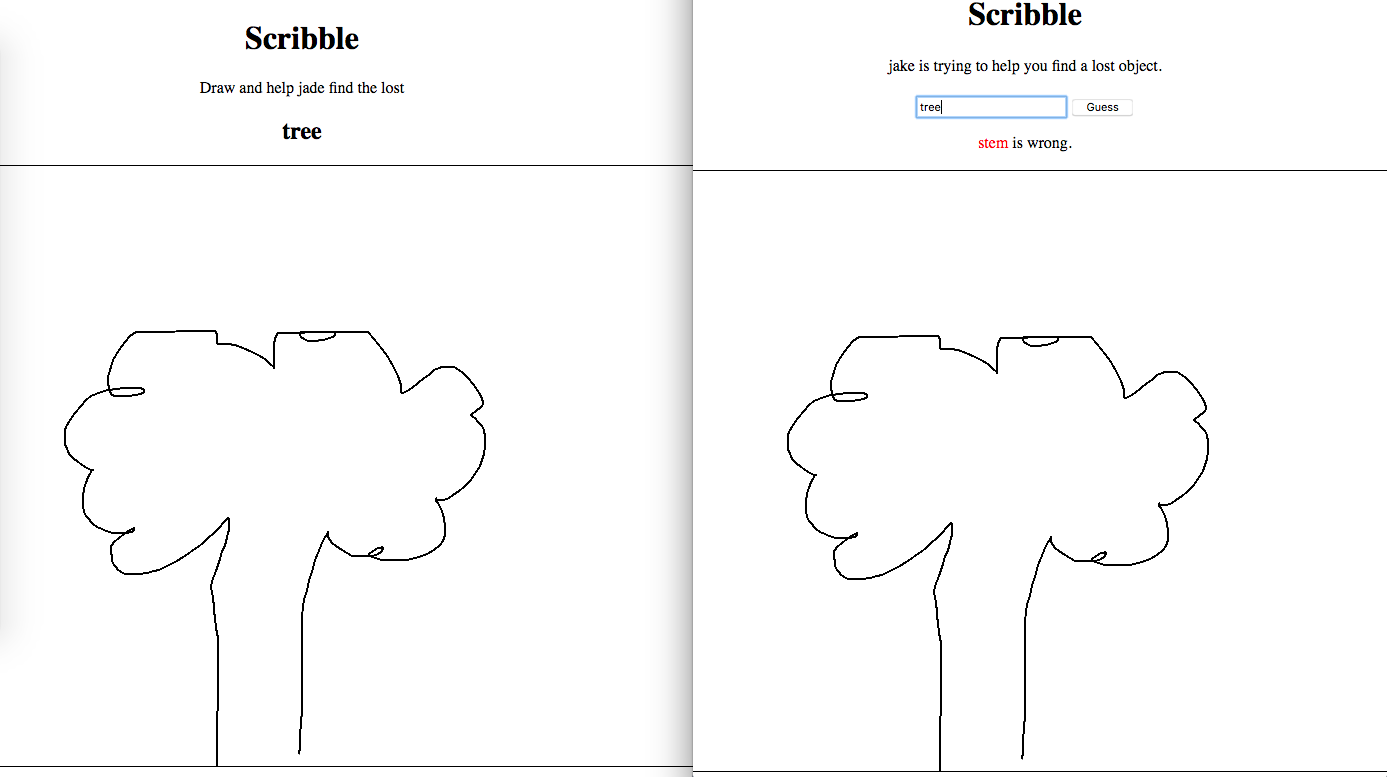 Scribble
Draw and help jade find the lost
tree
Scribble
jake is trying to help you find a lost object.
tree
Guess
stem is wrong.